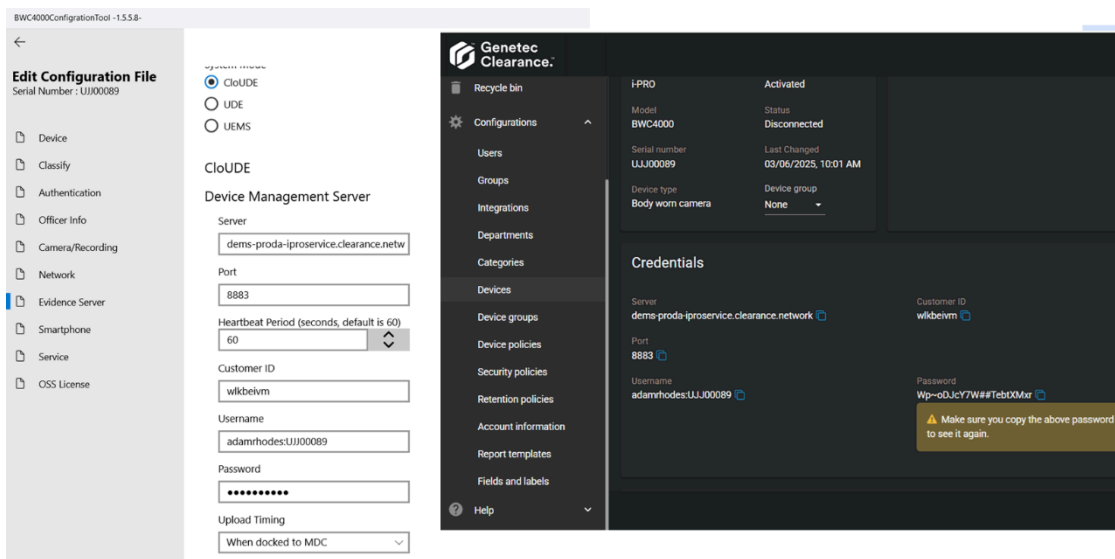 BWC4000ConfigrationTool -1.5.5.8-
Edit Configuration File
Serial Number : UJJ00089
Device
Classify
Authentication
Officer Info
Camera/Recording
Network
Evidence Server
Smartphone
Service
OSS License
System Mode
CloUDE
UDE
UEMS
CloUDE
Device Management Server
Server
dems-proda-iproservice.clearance.netw
Port
8883
Heartbeat Period (seconds, default is 60)
60
Customer ID
wlkbeivm
Username
adamrhodes:UJJ00089
Password
••••••••••
Upload Timing
When docked to MDC
Genetec
Clearance.
Recycle bin
Configurations
Users
Groups
Integrations
Departments
Categories
Devices
Device groups
Device policies
Security policies
Retention policies
Account information
Report templates
Fields and labels
Help
i-PRO
Activated
Model
BWC4000
Status
Disconnected
Serial number
UJJ00089
Last Changed
03/06/2025, 10:01 AM
Device type
Body worn camera
Device group
None
Credentials
Server
dems-proda-iproservice.clearance.network
Customer ID
wlkbeivm
Port
8883
Username
adamrhodes:UJJ00089
Password
Wp~oDJcY7W##TebtXMxr
Make sure you copy the above password
to see it again.